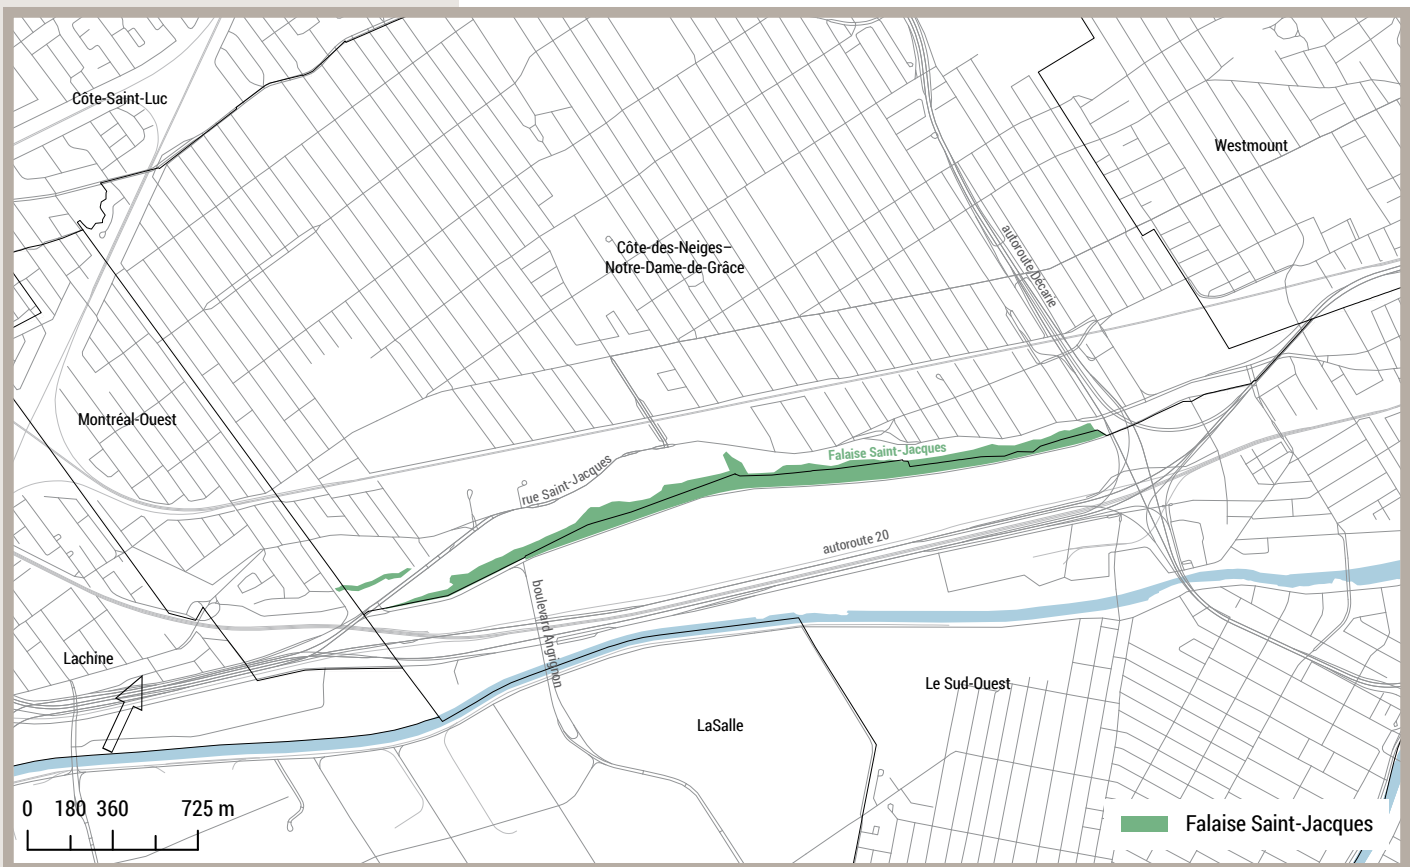 Côte-Saint-Luc
Westmount
Côte-des-Neiges–
Notre-Dame-de-Grâce
autoroute Décarie
Montréal-Ouest
Falaise Saint-Jacques
rue Saint-Jacques
autoroute 20
boulevard Angrignon
Lachine
Le Sud-Ouest
LaSalle
0 180 360 725 m
Falaise Saint-Jacques